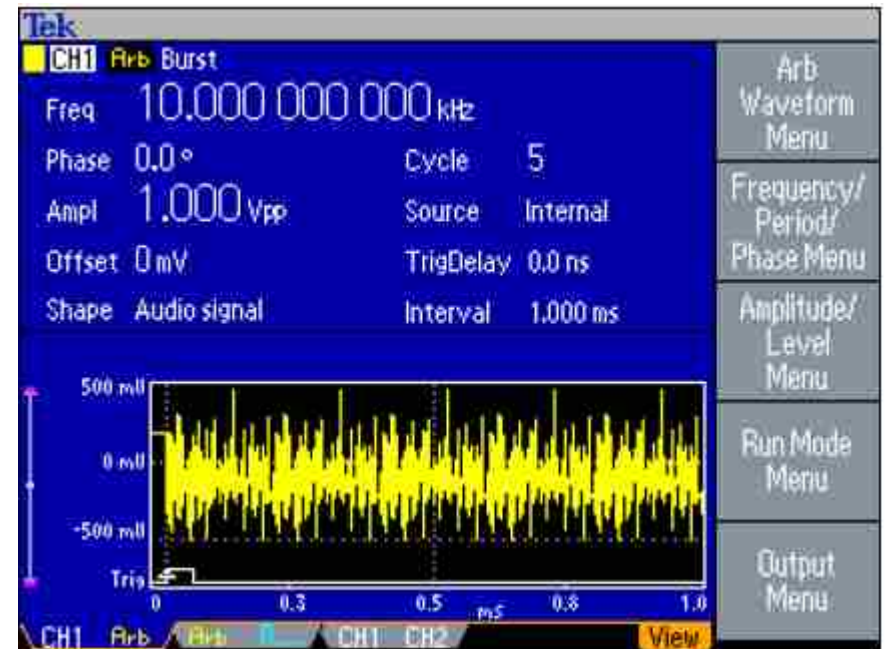 Tek
CH1 Arb Burst
Freq 10.000 000 000 kHz
Phase 0.0 °
Cycle 5
Ampl 1.000 Vpp
Source Internal
Offset 0 mV
TrigDelay 0.0 ns
Shape Audio signal
Interval 1.000 ms
500 mV
0 mV
-500 mV
Trig
0 0.3 0.5 ms 0.8 1.0
CH1 Arb Arb CH1 CH2 View
Arb
Waveform
Menu
Frequency/
Period/
Phase Menu
Amplitude/
Level
Menu
Run Mode
Menu
Output
Menu